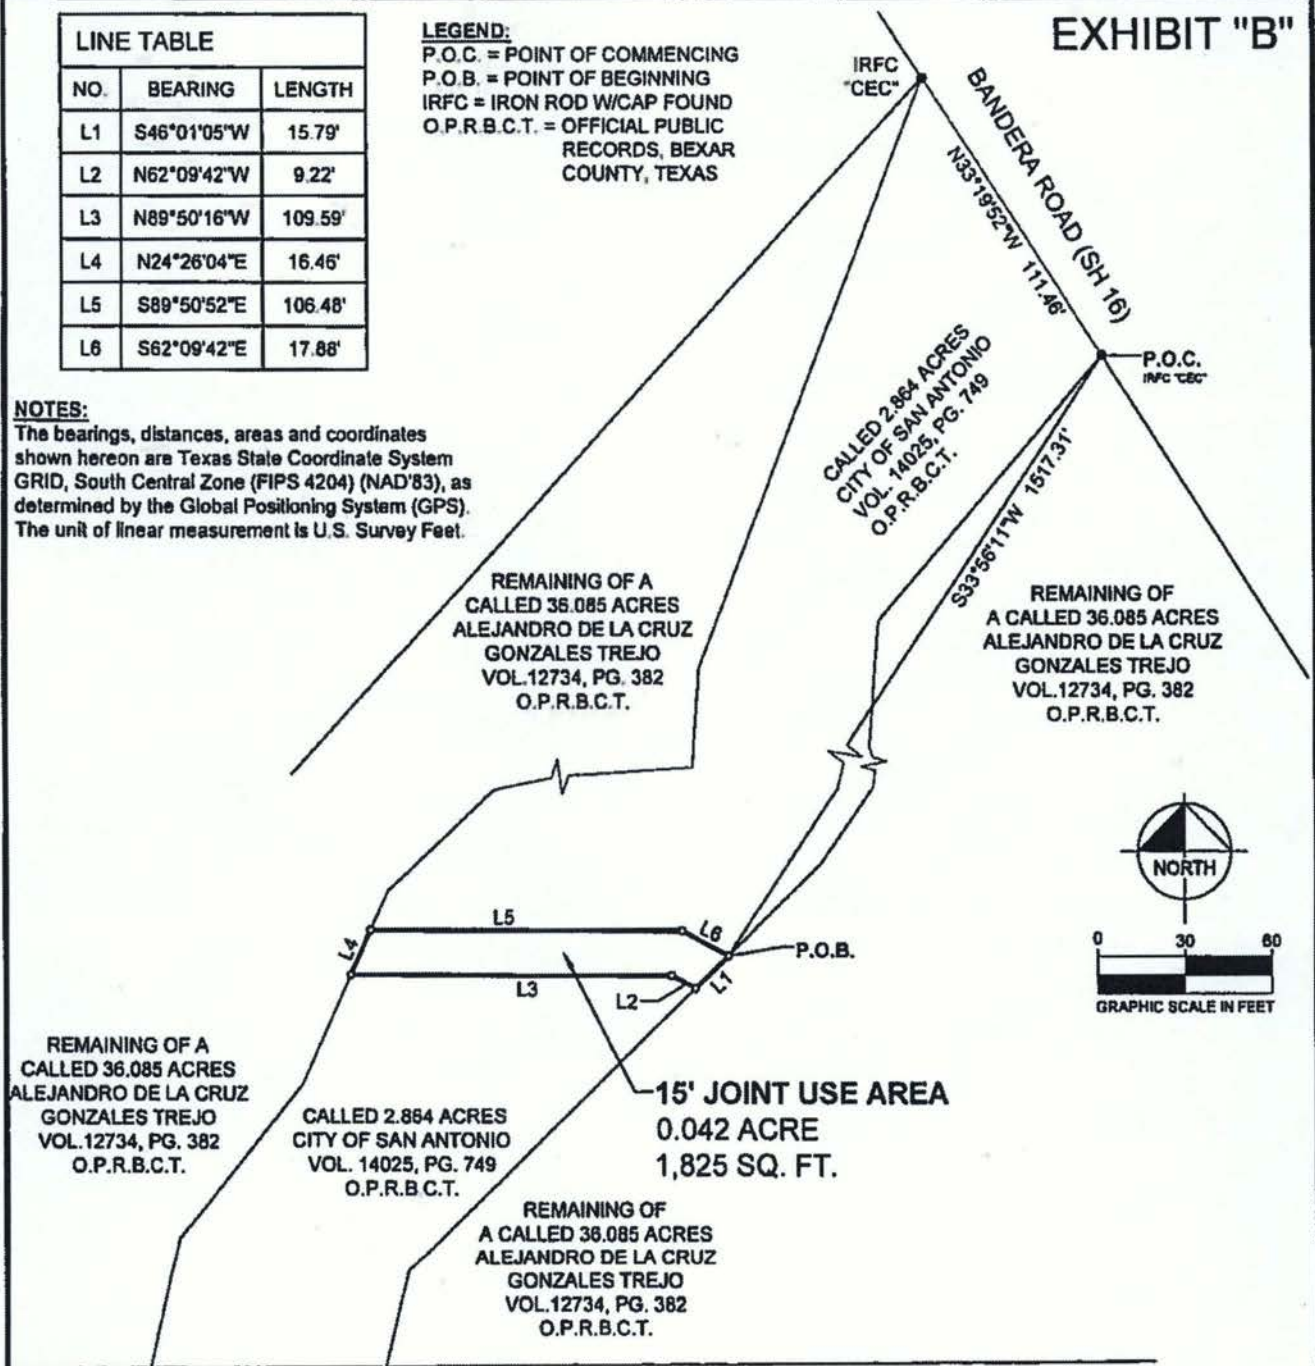 EXHIBIT "B"
LINE TABLE
NO. BEARING LENGTH
L1 S46°01'05"W 15.79'
L2 N62°09'42"W 9.22'
L3 N89°50'16"W 109.59'
L4 N24°26'04"E 16.46'
L5 S89°50'52"E 106.48'
L6 S62°09'42"E 17.88'
LEGEND:
P.O.C. = POINT OF COMMENCING
P.O.B. = POINT OF BEGINNING
IRFC = IRON ROD W/CAP FOUND
O.P.R.B.C.T. = OFFICIAL PUBLIC
RECORDS, BEXAR
COUNTY, TEXAS
NOTES:
The bearings, distances, areas and coordinates
shown hereon are Texas State Coordinate System
GRID, South Central Zone (FIPS 4204) (NAD'83), as
determined by the Global Positioning System (GPS).
The unit of linear measurement is U.S. Survey Feet.
IRFC
"CEC"
BANDERA ROAD (SH 16)
N33°19'52"W 111.46'
P.O.C.
IRFC "CEC"
CALLED 2.864 ACRES
CITY OF SAN ANTONIO
VOL. 14025, PG. 749
O.P.R.B.C.T.
S33°56'11"W 1517.31'
REMAINING OF A
CALLED 36.085 ACRES
ALEJANDRO DE LA CRUZ
GONZALES TREJO
VOL.12734, PG. 382
O.P.R.B.C.T.
REMAINING OF
A CALLED 36.085 ACRES
ALEJANDRO DE LA CRUZ
GONZALES TREJO
VOL.12734, PG. 382
O.P.R.B.C.T.
NORTH
0 30 60
GRAPHIC SCALE IN FEET
L5
L6
L4
P.O.B.
L3
L2
L1
REMAINING OF A
CALLED 36.085 ACRES
ALEJANDRO DE LA CRUZ
GONZALES TREJO
VOL.12734, PG. 382
O.P.R.B.C.T.
CALLED 2.864 ACRES
CITY OF SAN ANTONIO
VOL. 14025, PG. 749
O.P.R.B.C.T.
15' JOINT USE AREA
0.042 ACRE
1,825 SQ. FT.
REMAINING OF
A CALLED 36.085 ACRES
ALEJANDRO DE LA CRUZ
GONZALES TREJO
VOL.12734, PG. 382
O.P.R.B.C.T.